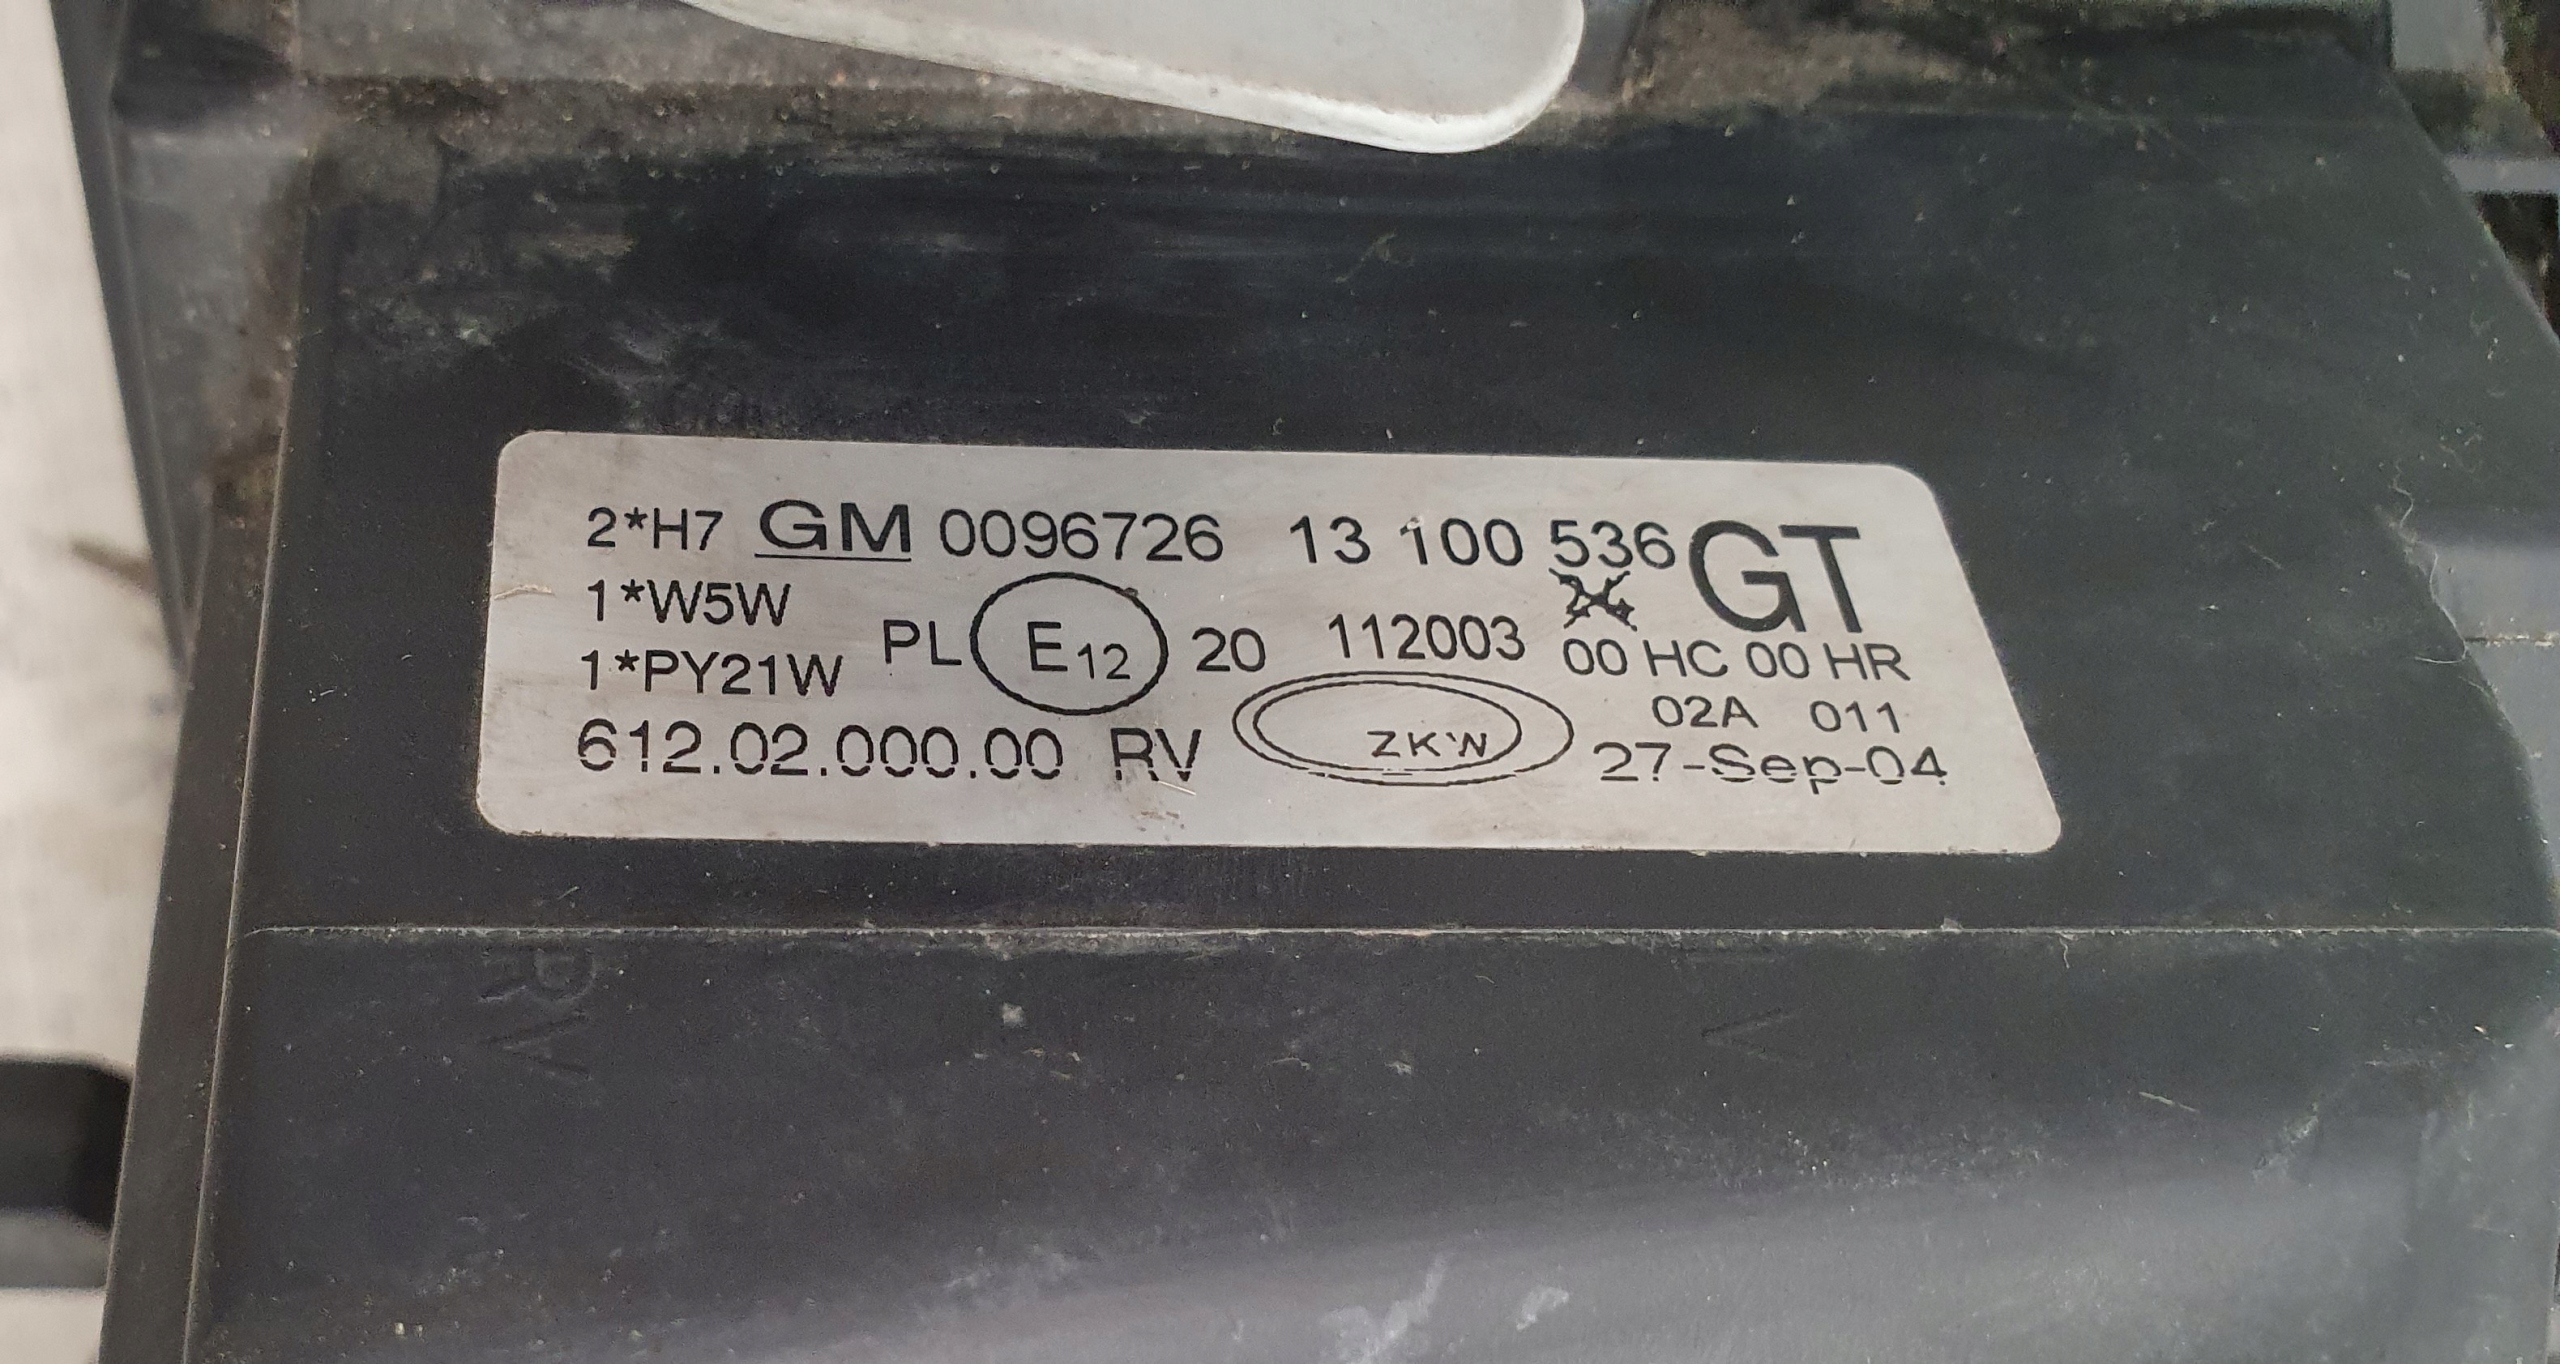 2*H7 GM 0096726 13 100 536 GT
1*W5W
PL E12 20 112003 00 HC 00 HR
1*PY21W
02A 011
612.02.000.00 RV ZKW 27-Sep-04
RV